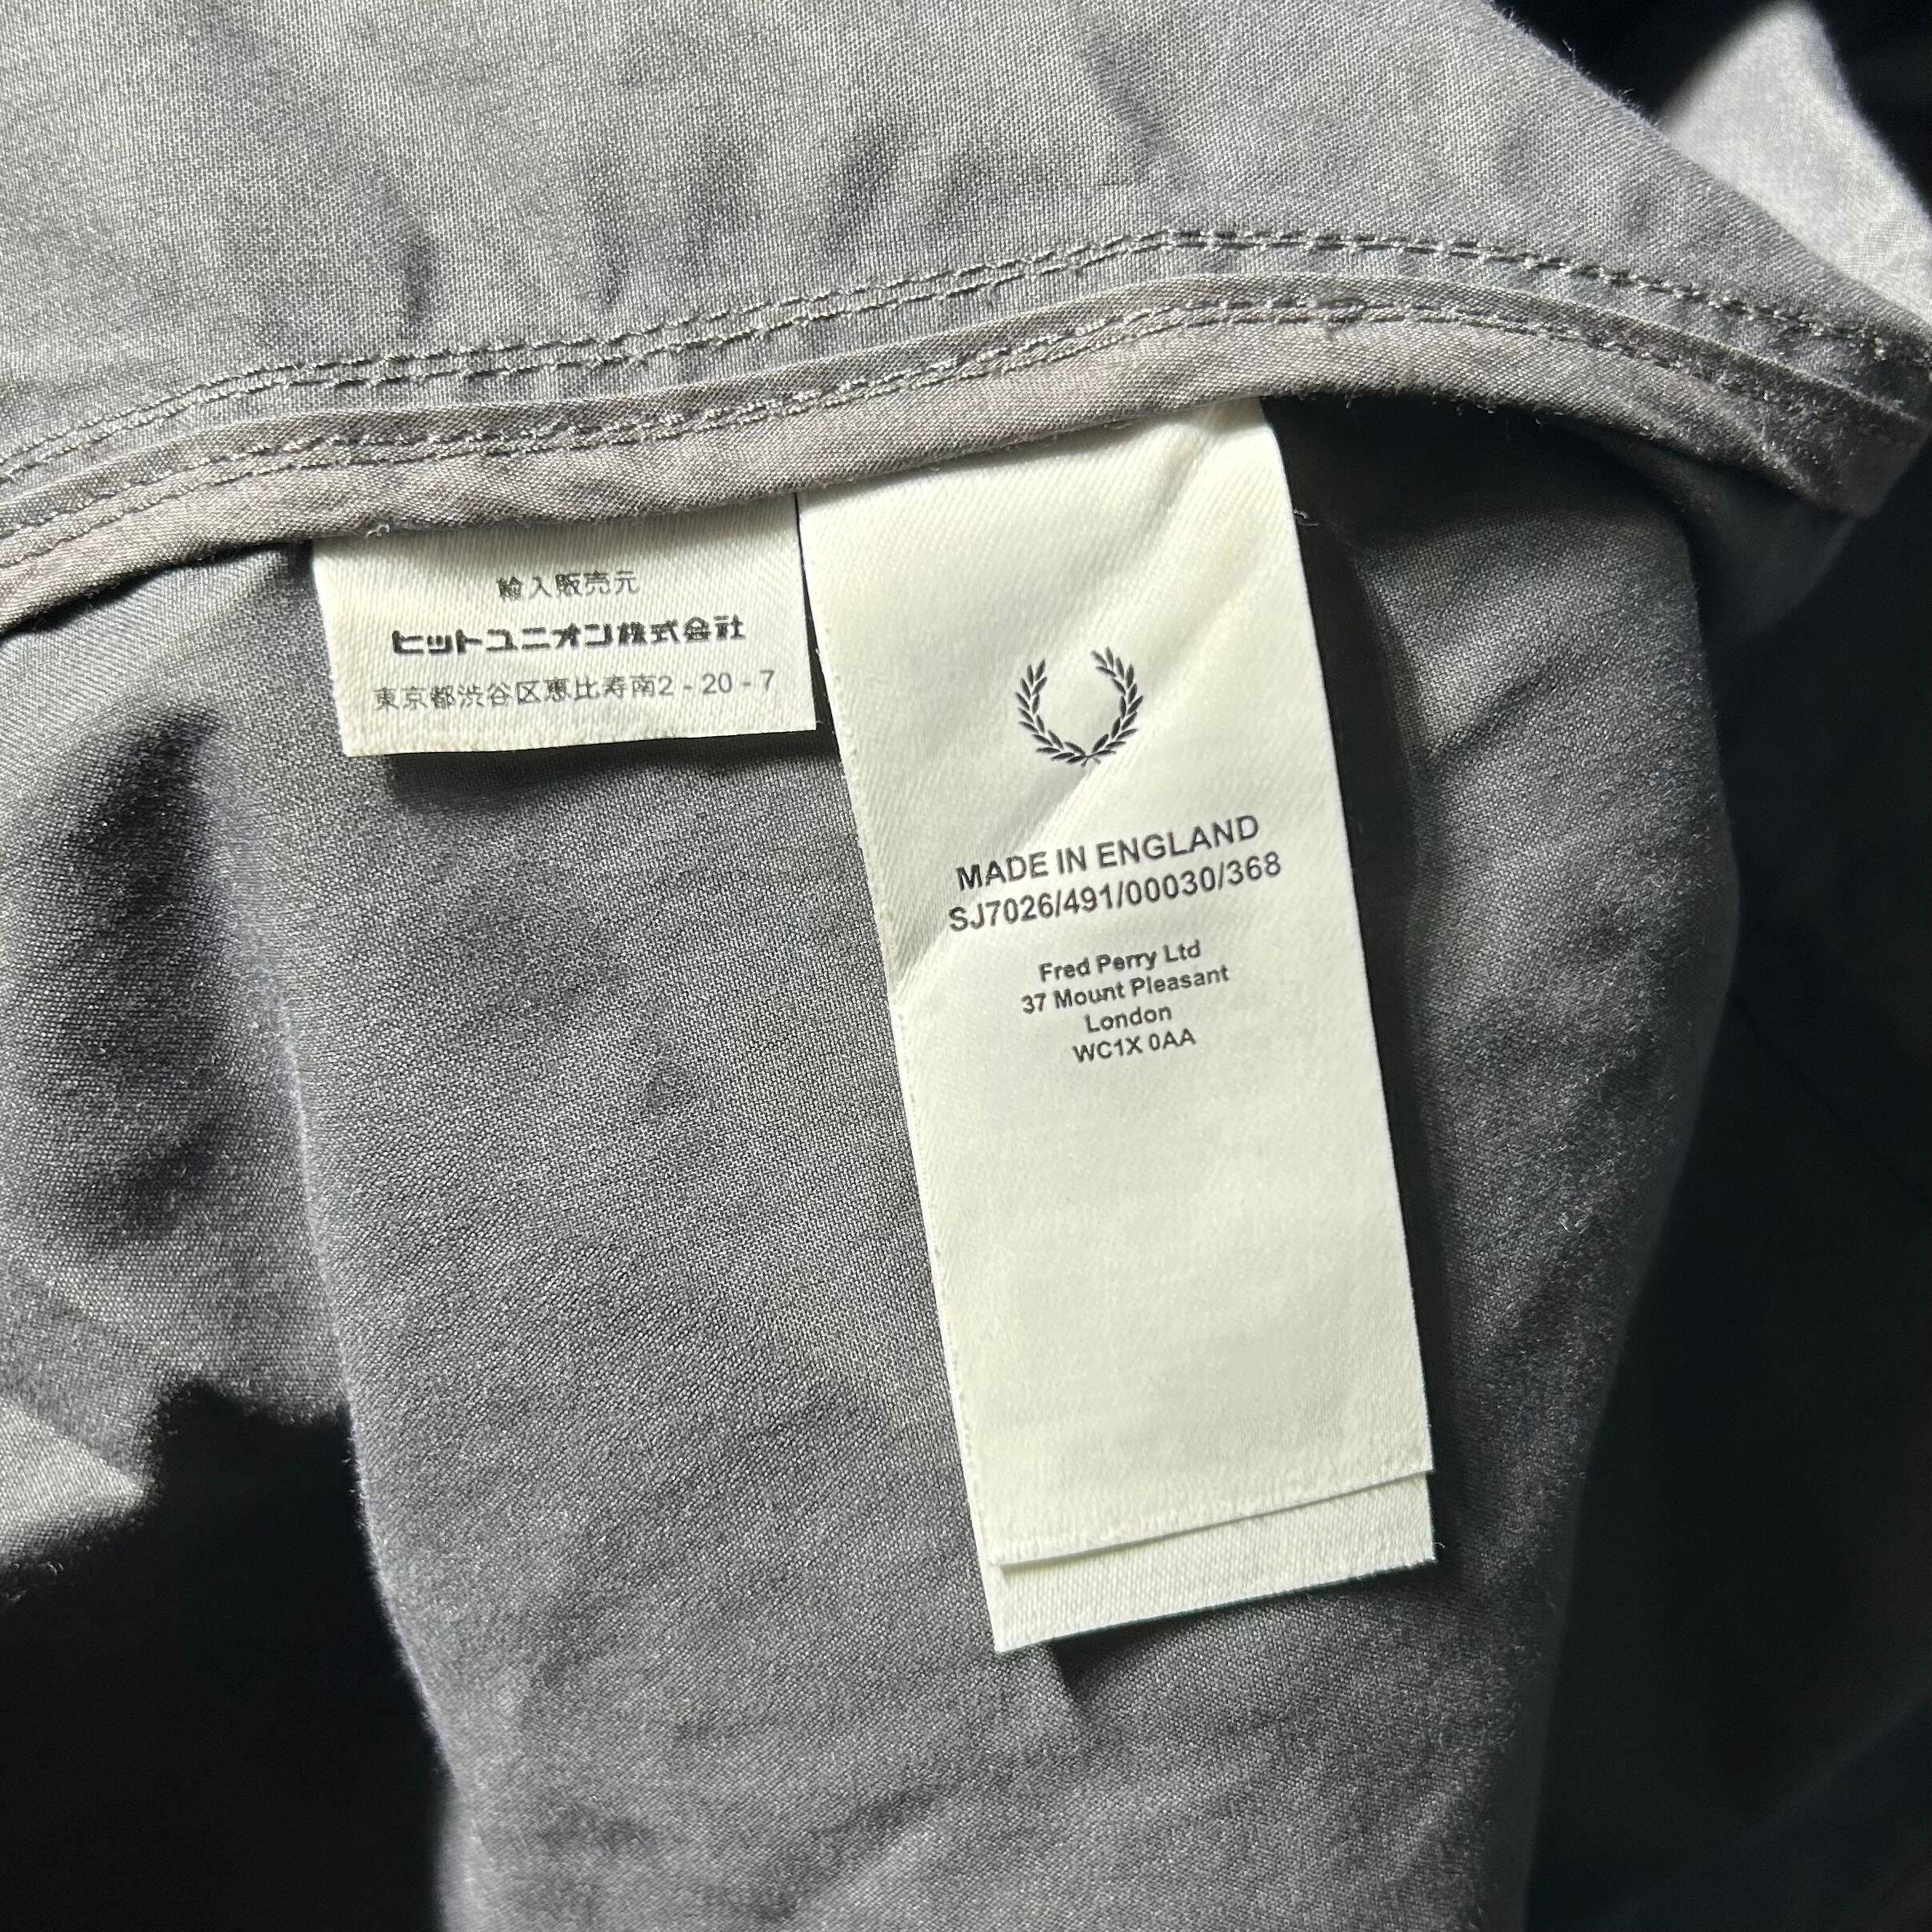 輸入販売元
ヒットユニオン株式会社
東京都渋谷区恵比寿南2-20-7
MADE IN ENGLAND
SJ7026/491/00030/368
Fred Perry Ltd
37 Mount Pleasant
London
WC1X 0AA